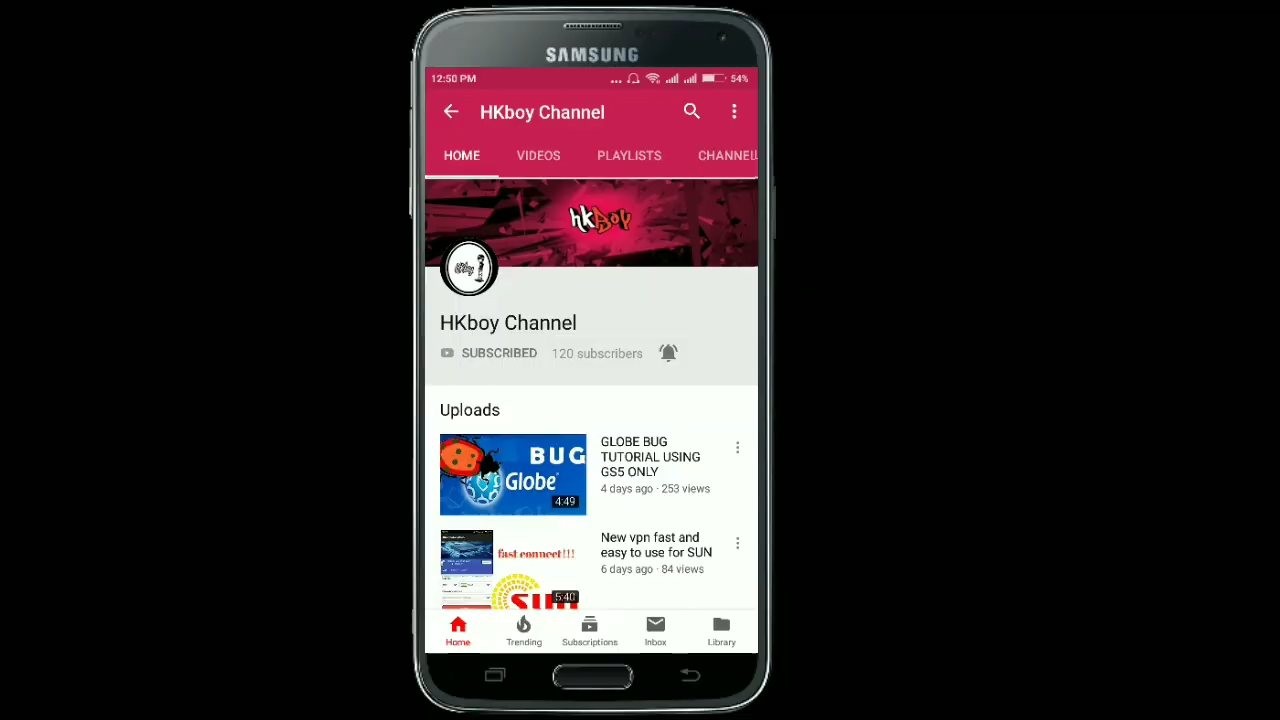 SAMSUNG
12:50 PM
54%
HKboy Channel
HOME VIDEOS PLAYLISTS CHANNEL
hkBoy
HKboy Channel
SUBSCRIBED 120 subscribers
Uploads
BUG
Globe
4:49
GLOBE BUG
TUTORIAL USING
GS5 ONLY
4 days ago · 253 views
fast connect!!!
SUN
5:40
New vpn fast and
easy to use for SUN
6 days ago · 84 views
Home Trending Subscriptions Inbox Library